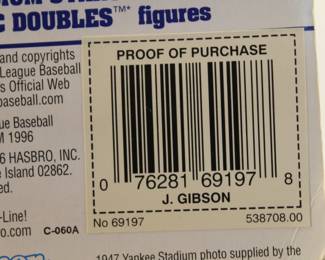 C DOUBLES™* figures
and copyrights
League Baseball
s Official Web
baseball.com
ue Baseball
M 1996
6 HASBRO, INC.
e Island 02862.
ed.
-Line!
ro.com C-060A
PROOF OF PURCHASE
0 76281 69197 8
J. GIBSON
No 69197 538708.00
1947 Yankee Stadium photo supplied by the